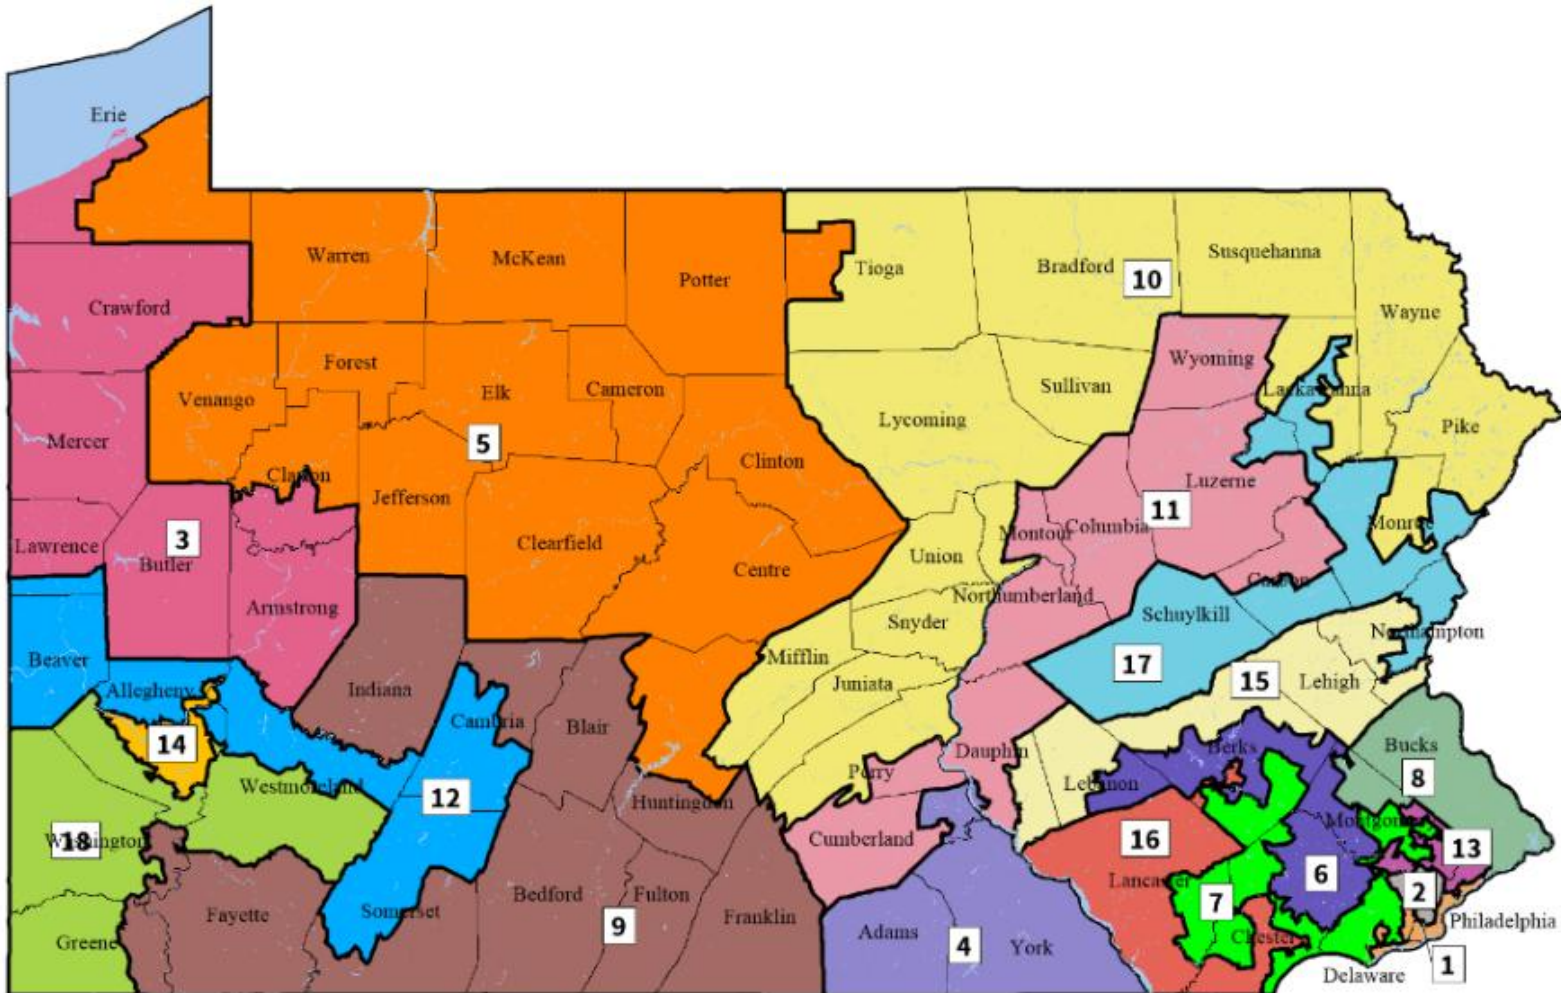 Erie
Warren
McKean
Potter
Tioga
Bradford
10
Susquehanna
Wayne
Crawford
Forest
Elk
Cameron
Venango
Wyoming
Sullivan
Lackawanna
Lycoming
Pike
Mercer
5
Clarion
Jefferson
Clinton
Luzerne
11
Montour
Columbia
Monroe
Lawrence
3
Butler
Clearfield
Centre
Union
Armstrong
Northumberland
Carbon
Schuylkill
Snyder
Northampton
Beaver
Allegheny
Indiana
Mifflin
Juniata
17
15
Lehigh
14
Cambria
Blair
Dauphin
Berks
Bucks
8
Westmoreland
12
Huntingdon
Perry
Lebanon
18
Washington
Cumberland
16
Montgom
13
Lancaster
6
2
7
Fayette
Somerset
Bedford
Fulton
9
Franklin
Greene
Adams
4
York
Chester
Philadelphia
1
Delaware